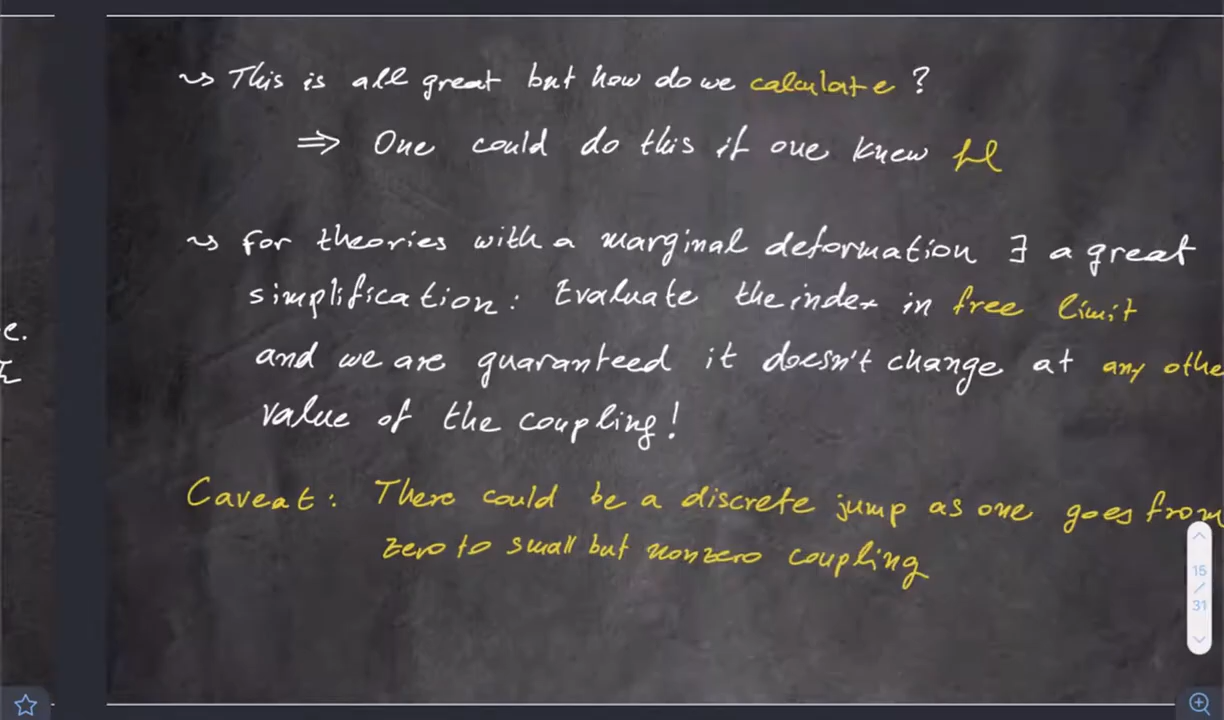 ↝ This is all great but how do we calculate?
⇒ One could do this if one knew ℋ
↝ for theories with a marginal deformation ∃ a great
simplification: Evaluate the index in free limit
e.
and we are guaranteed it doesn't change at any othe
value of the coupling!
Caveat: There could be a discrete jump as one goes from
zero to small but nonzero coupling
15
/
31